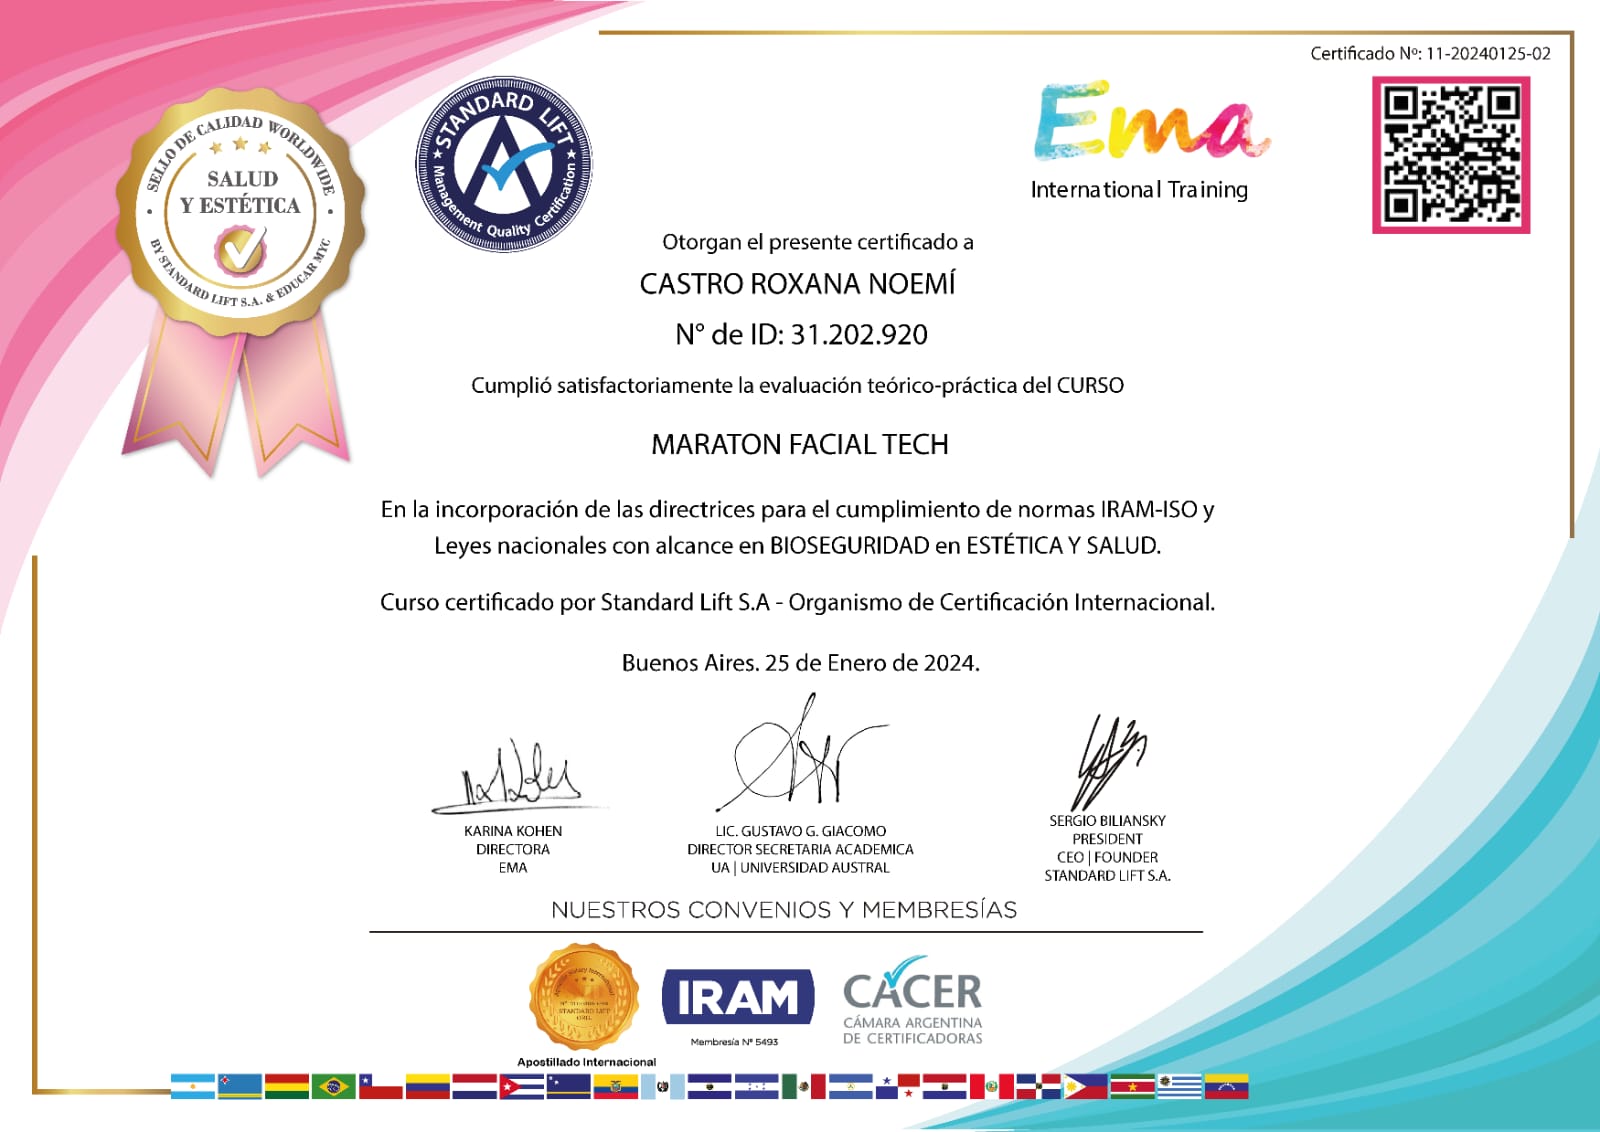 Certificado Nº: 11-20240125-02
SELLO DE CALIDAD WORLDWIDE
SALUD
Y ESTÉTICA
BY STANDARD LIFT S.A. & EDUCAR MYC
STANDARD LIFT
Management Quality Certification
Ema
International Training
Otorgan el presente certificado a
CASTRO ROXANA NOEMÍ
N° de ID: 31.202.920
Cumplió satisfactoriamente la evaluación teórico-práctica del CURSO
MARATON FACIAL TECH
En la incorporación de las directrices para el cumplimiento de normas IRAM-ISO y
Leyes nacionales con alcance en BIOSEGURIDAD en ESTÉTICA Y SALUD.
Curso certificado por Standard Lift S.A - Organismo de Certificación Internacional.
Buenos Aires. 25 de Enero de 2024.
KARINA KOHEN
DIRECTORA
EMA
LIC. GUSTAVO G. GIACOMO
DIRECTOR SECRETARIA ACADEMICA
UA | UNIVERSIDAD AUSTRAL
SERGIO BILIANSKY
PRESIDENT
CEO | FOUNDER
STANDARD LIFT S.A.
NUESTROS CONVENIOS Y MEMBRESÍAS
STANDARD LIFT
Apostillado Internacional
IRAM
Membresía Nº 5493
CACER
CÁMARA ARGENTINA
DE CERTIFICADORAS